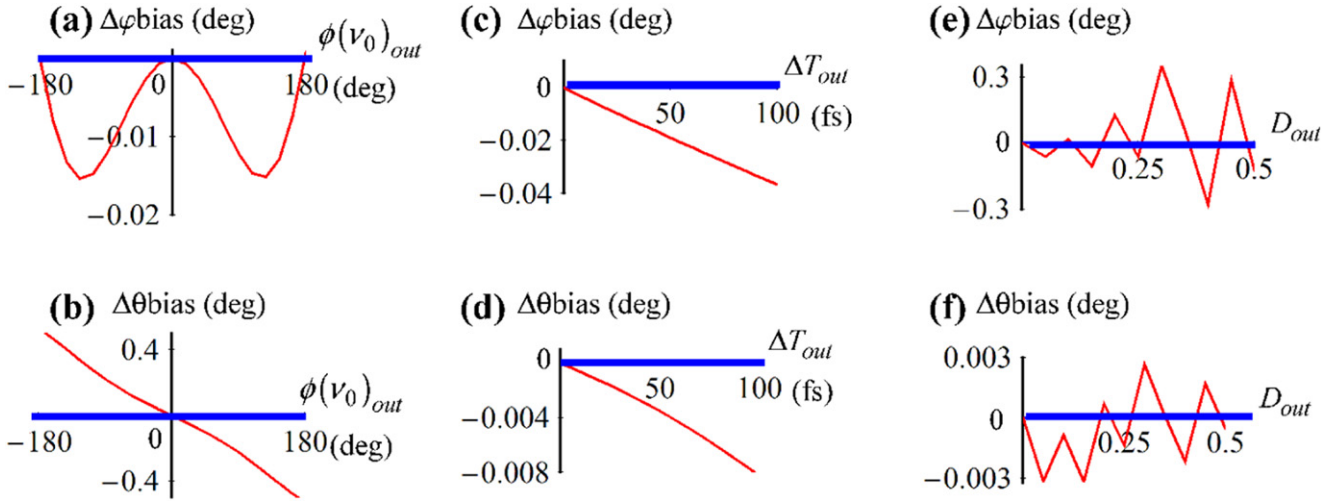 (a) Δφbias (deg)
ϕ(ν₀)out
−180 0 180 (deg)
−0.01
−0.02
(c) Δφbias (deg)
ΔTout
0 50 100 (fs)
−0.02
−0.04
(e) Δφbias (deg)
0.3
0 Dout
0.25 0.5
−0.3
(b) Δθbias (deg)
0.4
ϕ(ν₀)out
−180 0 180 (deg)
−0.4
(d) Δθbias (deg)
ΔTout
0 50 100 (fs)
−0.004
−0.008
(f) Δθbias (deg)
0.003
0 Dout
0.25 0.5
−0.003